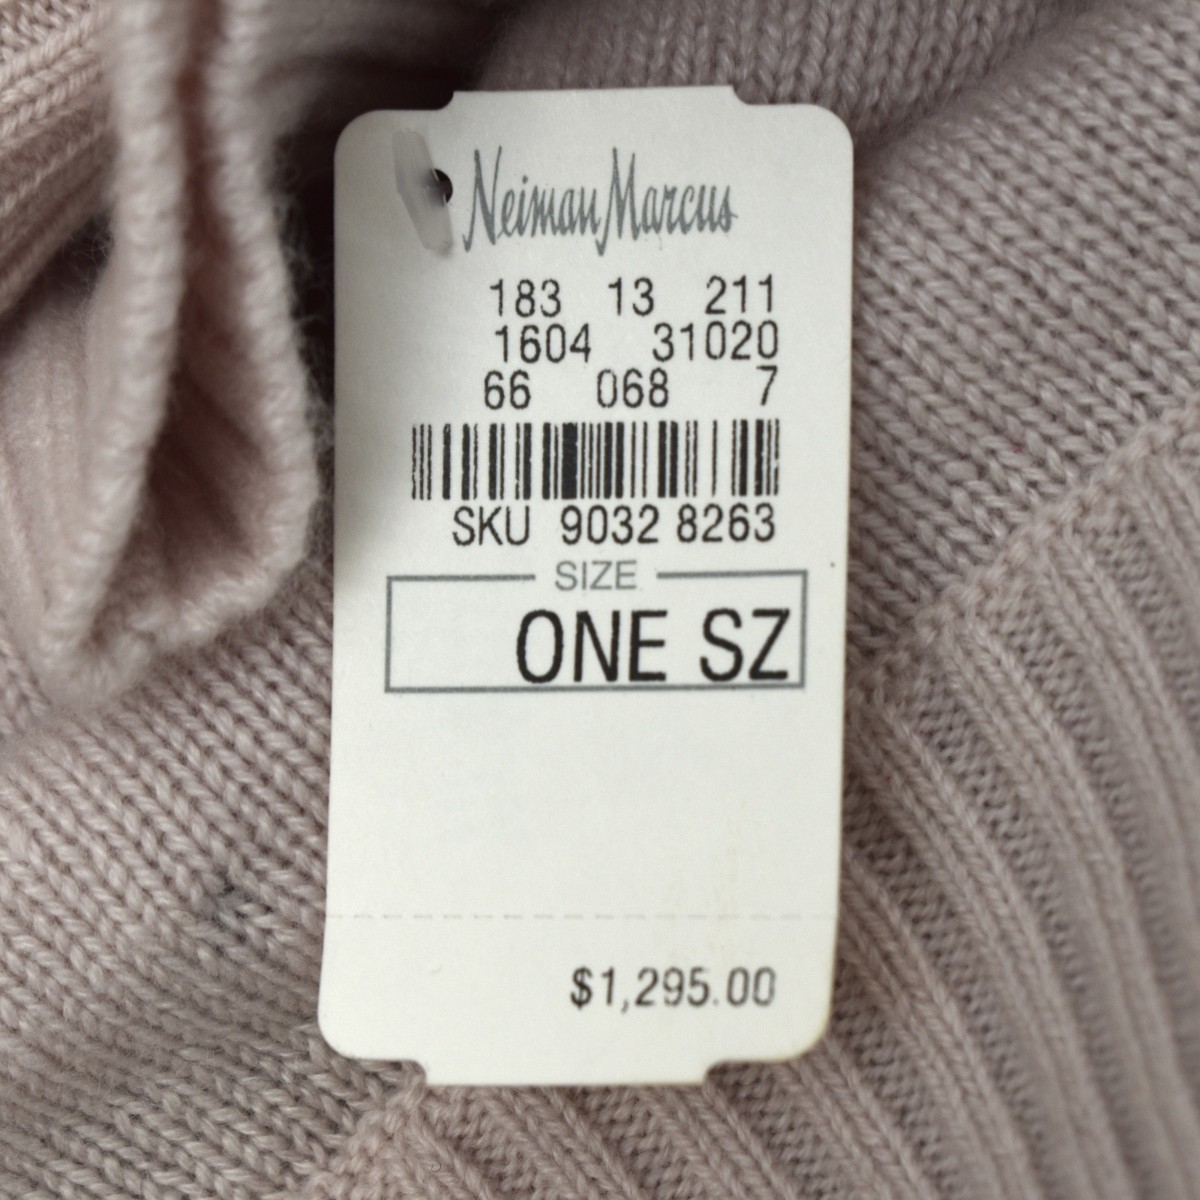 Neiman Marcus
183 13 211
1604 31020
66 068 7
SKU 9032 8263
SIZE
ONE SZ
$1,295.00